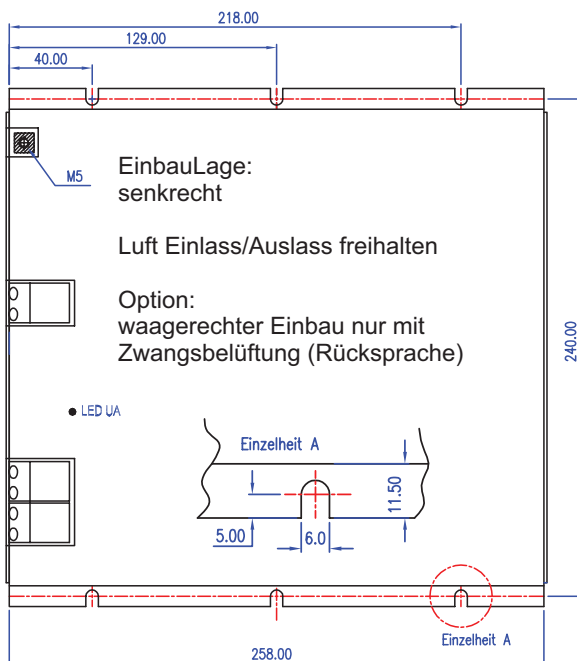 218.00
129.00
40.00
M5
EinbauLage:
senkrecht
Luft Einlass/Auslass freihalten
Option:
waagerechter Einbau nur mit
Zwangsbelüftung (Rücksprache)
240.00
LED UA
Einzelheit A
11.50
5.00
6.0
Einzelheit A
258.00